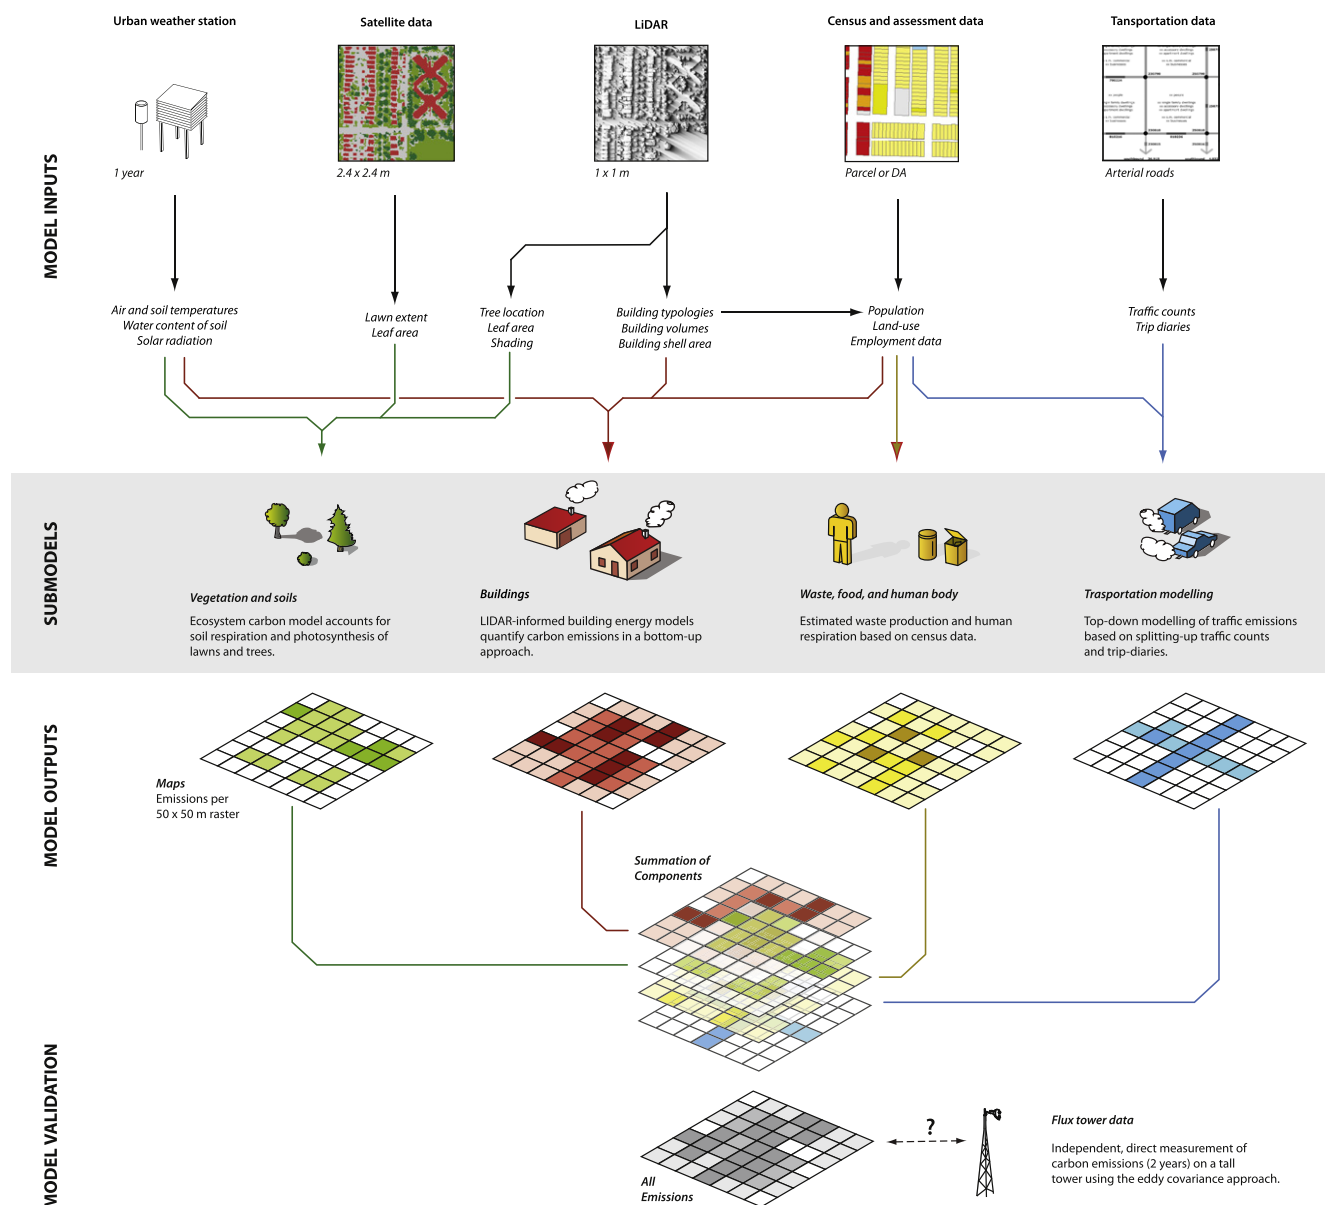 Urban weather station
Satellite data
LiDAR
Census and assessment data
Tansportation data
MODEL INPUTS
1 year
2.4 x 2.4 m
1 x 1 m
Parcel or DA
Arterial roads
Air and soil temperatures
Water content of soil
Solar radiation
Lawn extent
Leaf area
Tree location
Leaf area
Shading
Building typologies
Building volumes
Building shell area
Population
Land-use
Employment data
Traffic counts
Trip diaries
SUBMODELS
Vegetation and soils
Ecosystem carbon model accounts for
soil respiration and photosynthesis of
lawns and trees.
Buildings
LIDAR-informed building energy models
quantify carbon emissions in a bottom-up
approach.
Waste, food, and human body
Estimated waste production and human
respiration based on census data.
Trasportation modelling
Top-down modelling of traffic emissions
based on splitting-up traffic counts
and trip-diaries.
MODEL OUTPUTS
Maps
Emissions per
50 x 50 m raster
Summation of
Components
MODEL VALIDATION
All
Emissions
?
Flux tower data
Independent, direct measurement of
carbon emissions (2 years) on a tall
tower using the eddy covariance approach.